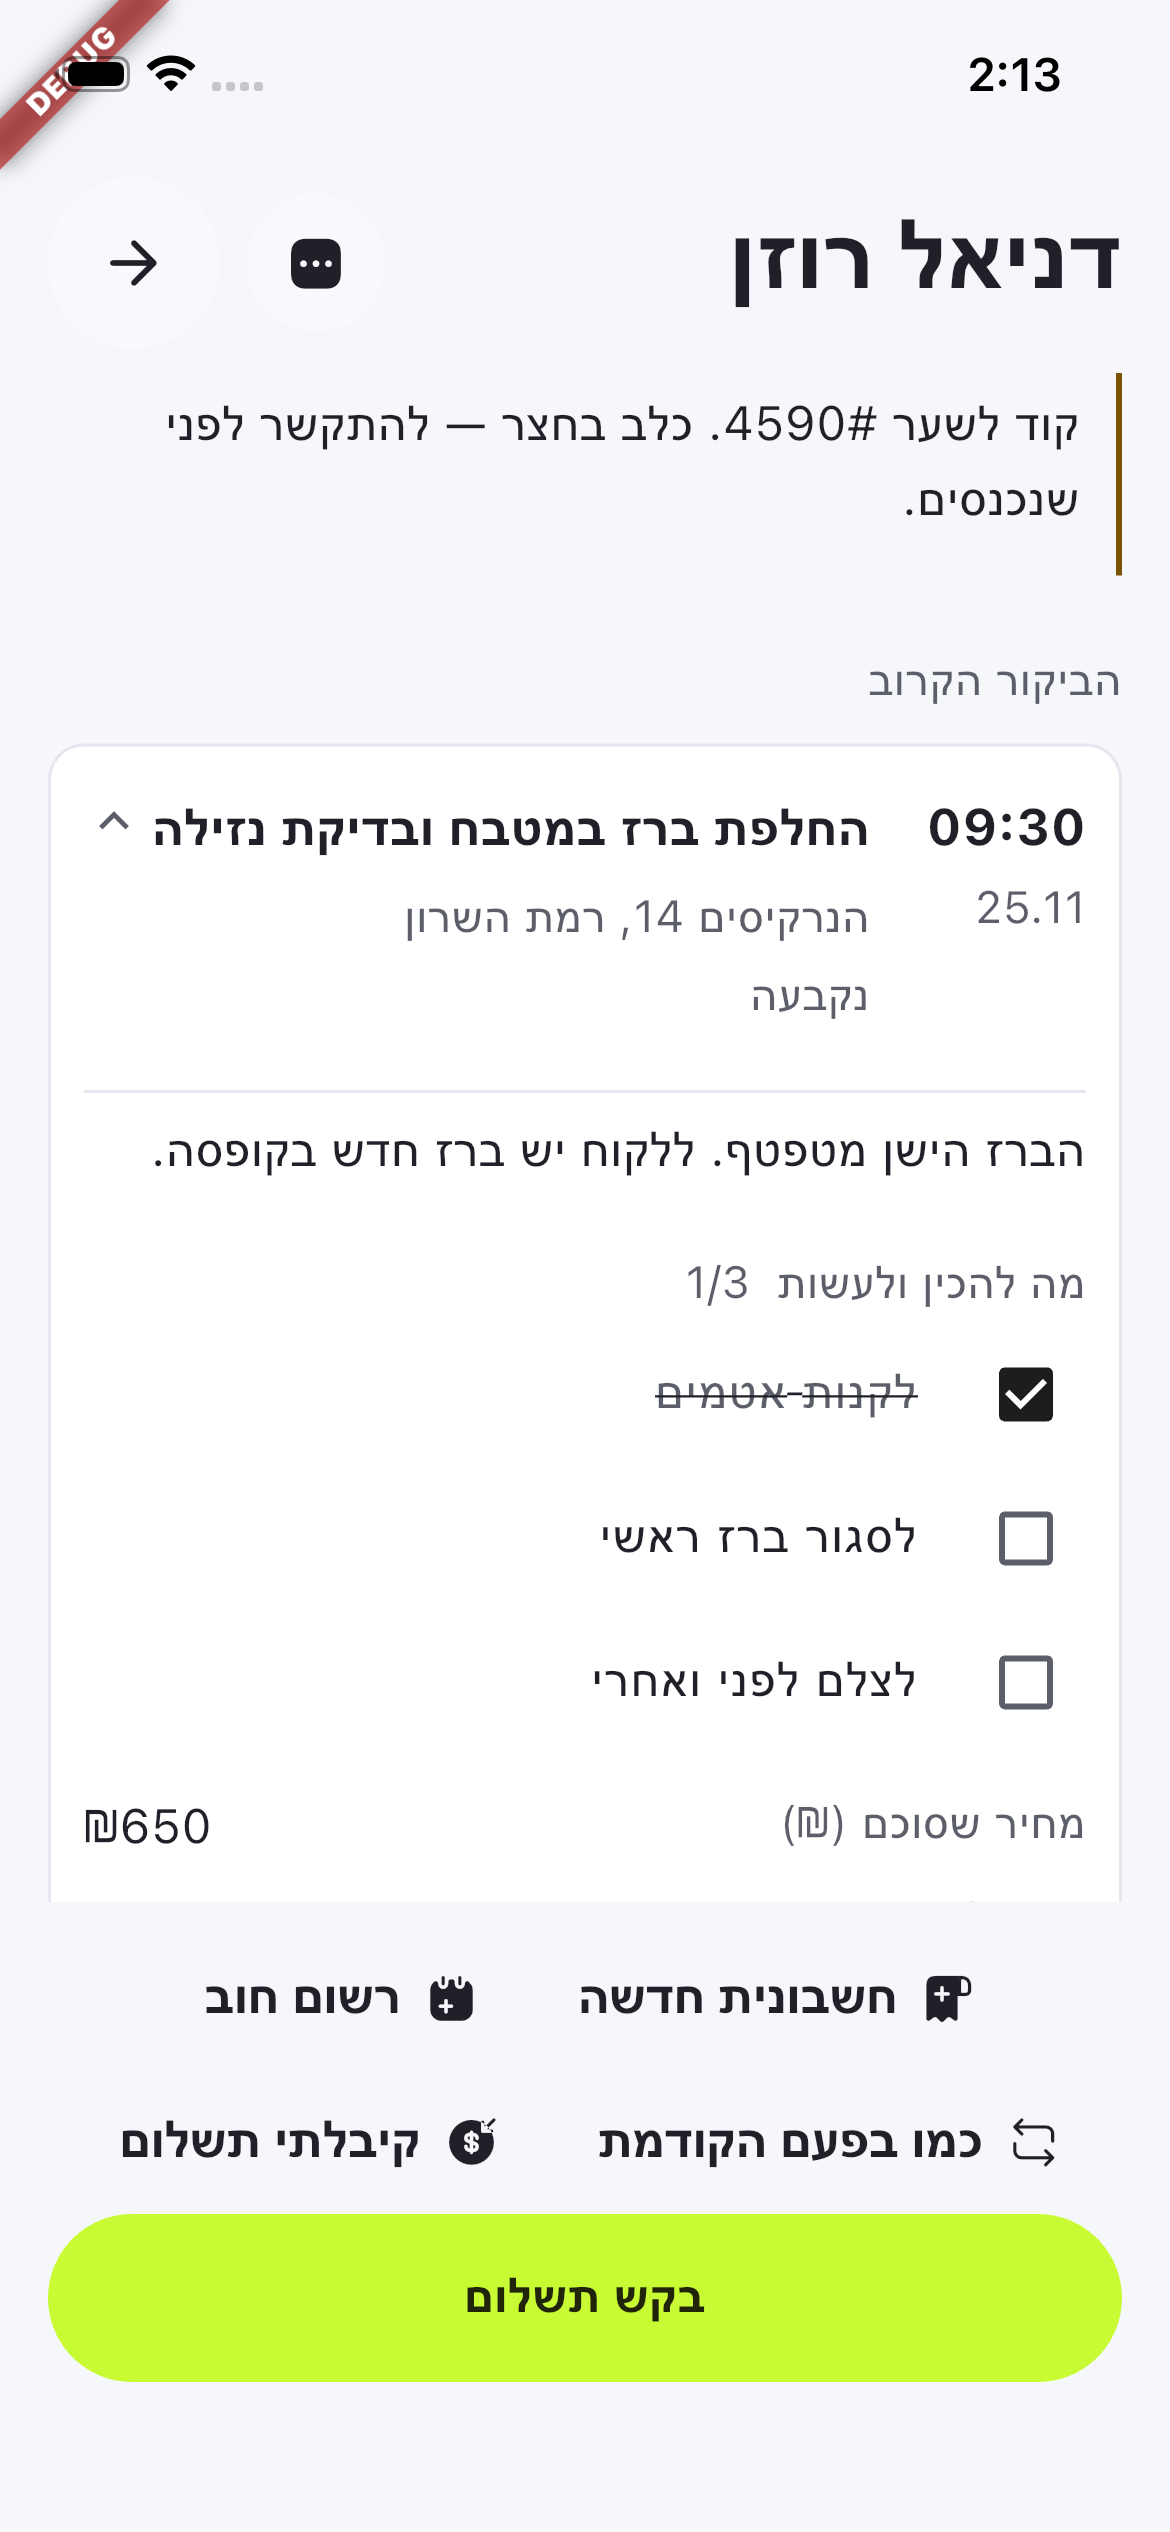 DEBUG
2:13
דניאל רוזן
קוד לשער #4590. כלב בחצר — להתקשר לפני
שנכנסים.
הביקור הקרוב
09:30 החלפת ברז במטבח ובדיקת נזילה
25.11 הנרקיסים 14, רמת השרון
נקבעה
הברז הישן מטפטף. ללקוח יש ברז חדש בקופסה.
מה להכין ולעשות 1/3
לקנות אטמים
לסגור ברז ראשי
לצלם לפני ואחרי
מחיר שסוכם (₪) ₪650
חשבונית חדשה רשום חוב
כמו בפעם הקודמת קיבלתי תשלום
בקש תשלום